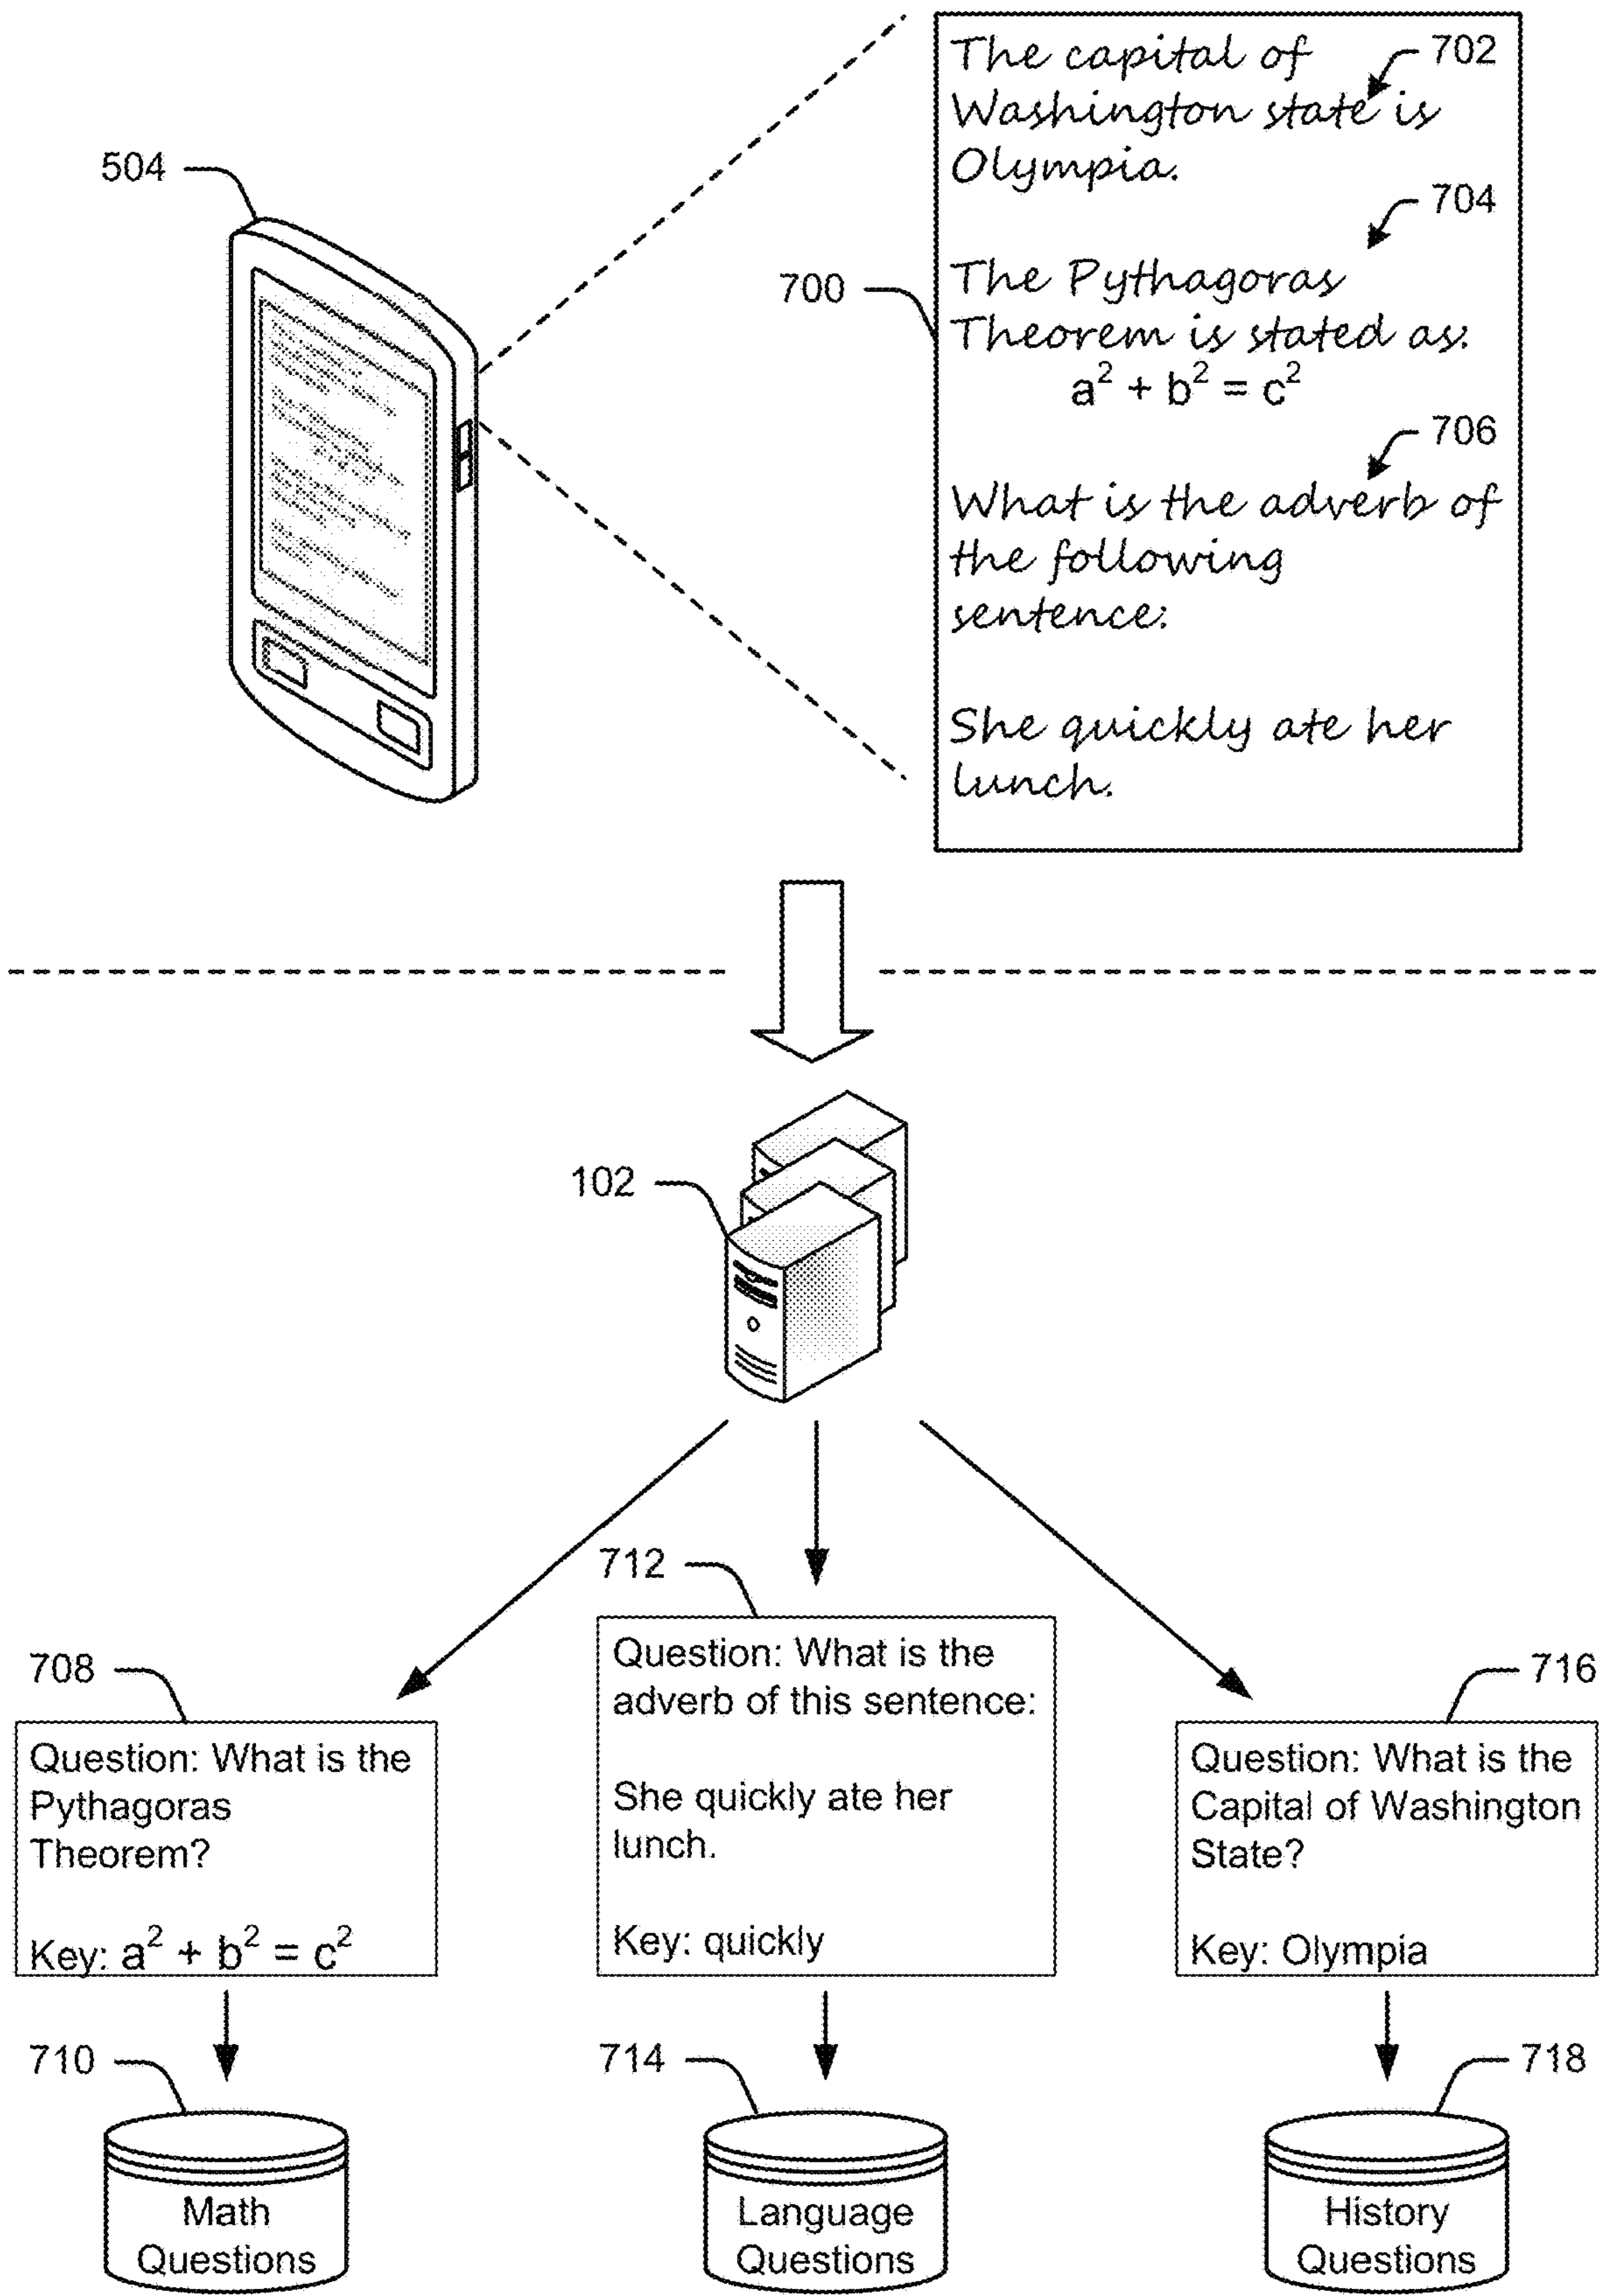 The capital of
702
Washington state is
Olympia.
504
704
700
The Pythagoras
Theorem is stated as:
a² + b² = c²
706
What is the adverb of
the following
sentence:
She quickly ate her
lunch.
102
712
Question: What is the
adverb of this sentence:
She quickly ate her
lunch.
Key: quickly
708
Question: What is the
Pythagoras
Theorem?
Key: a² + b² = c²
716
Question: What is the
Capital of Washington
State?
Key: Olympia
710
Math
Questions
714
Language
Questions
718
History
Questions